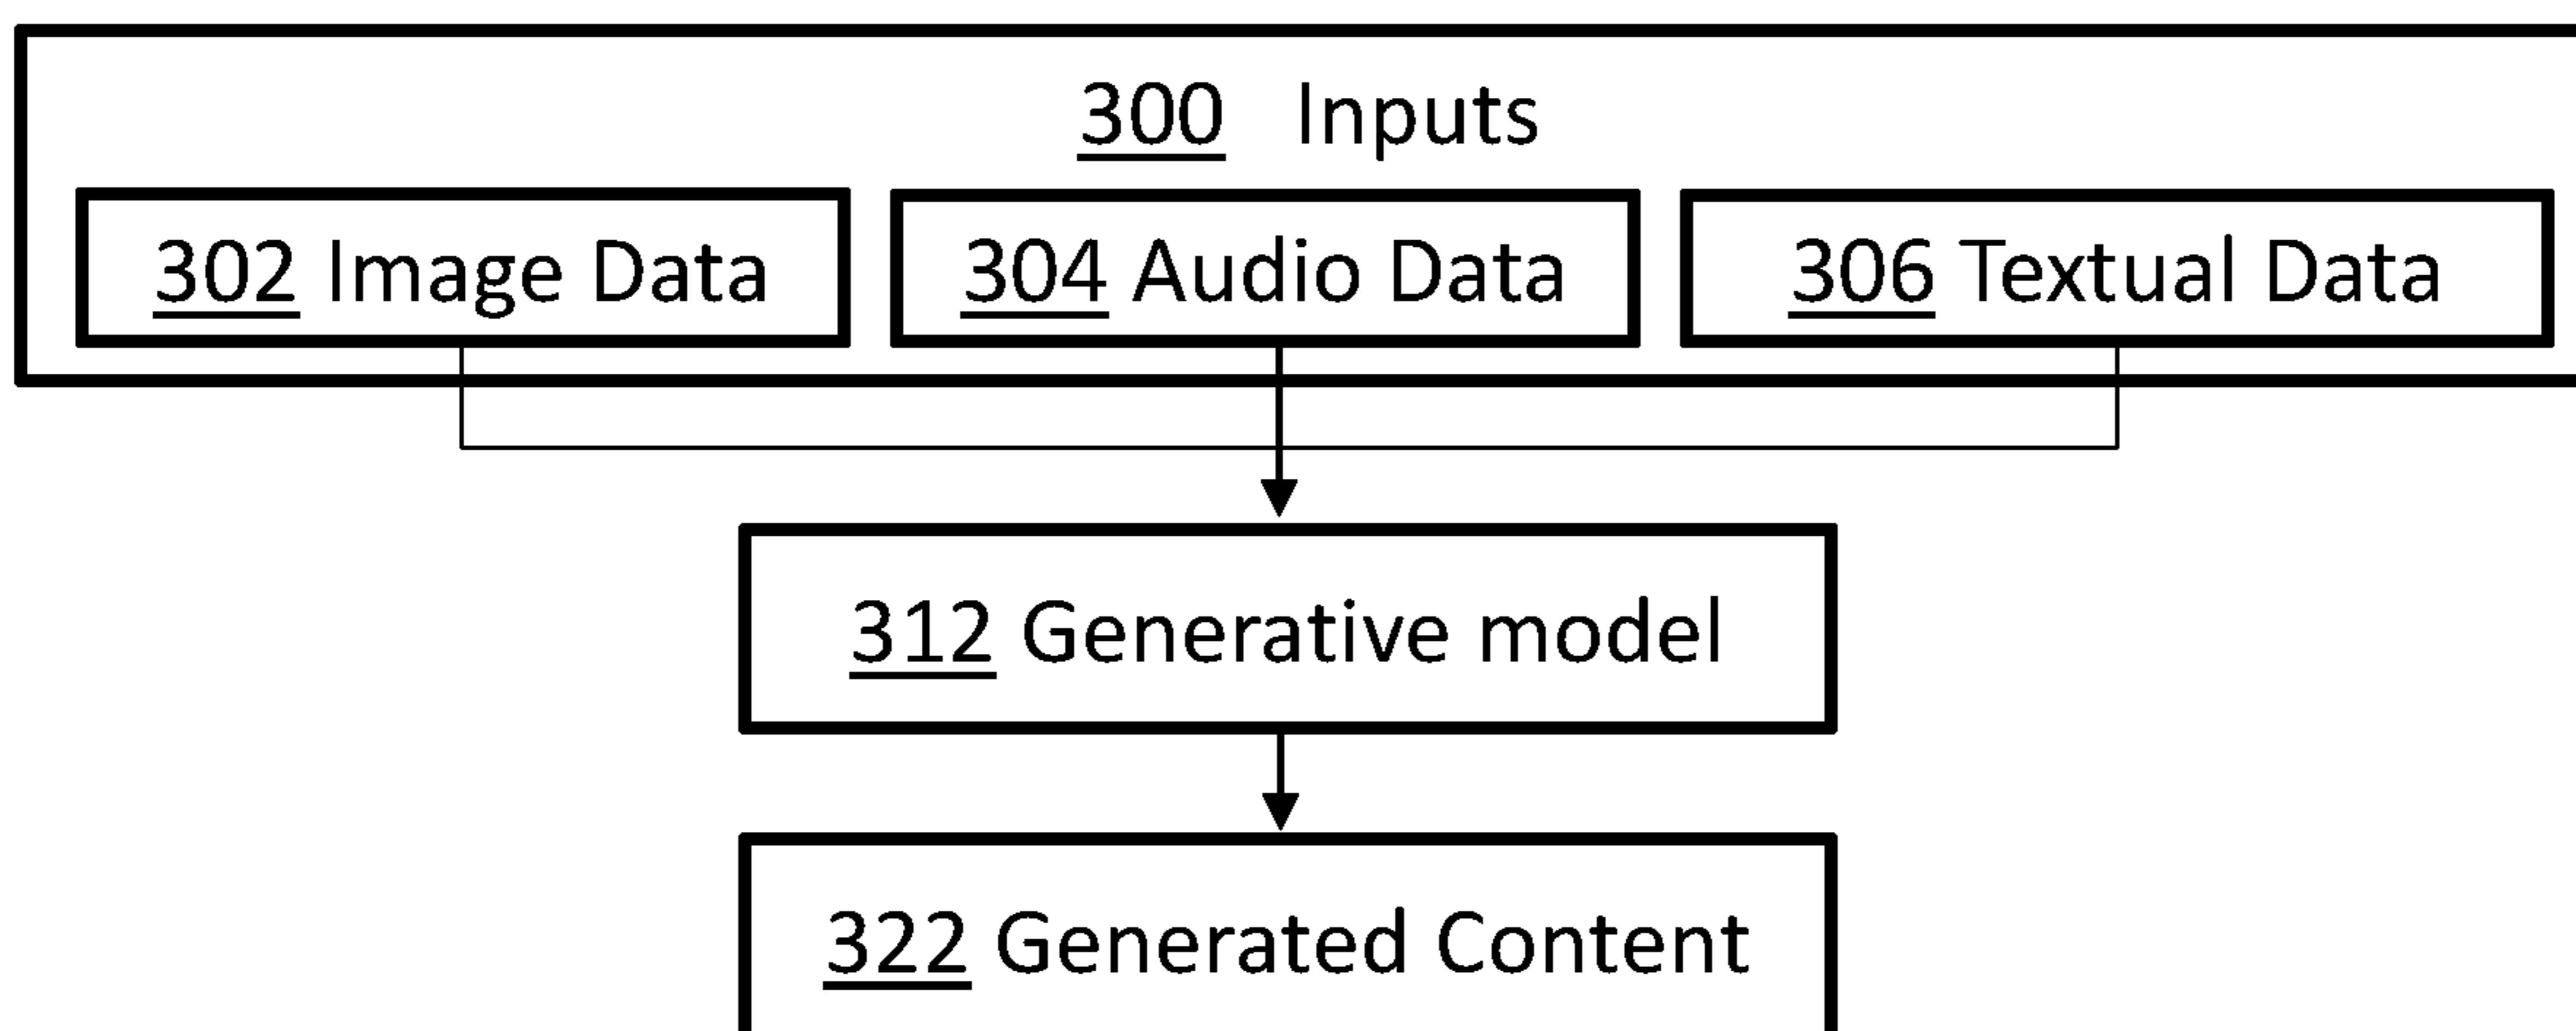 300 Inputs
302 Image Data
304 Audio Data
306 Textual Data
312 Generative model
322 Generated Content